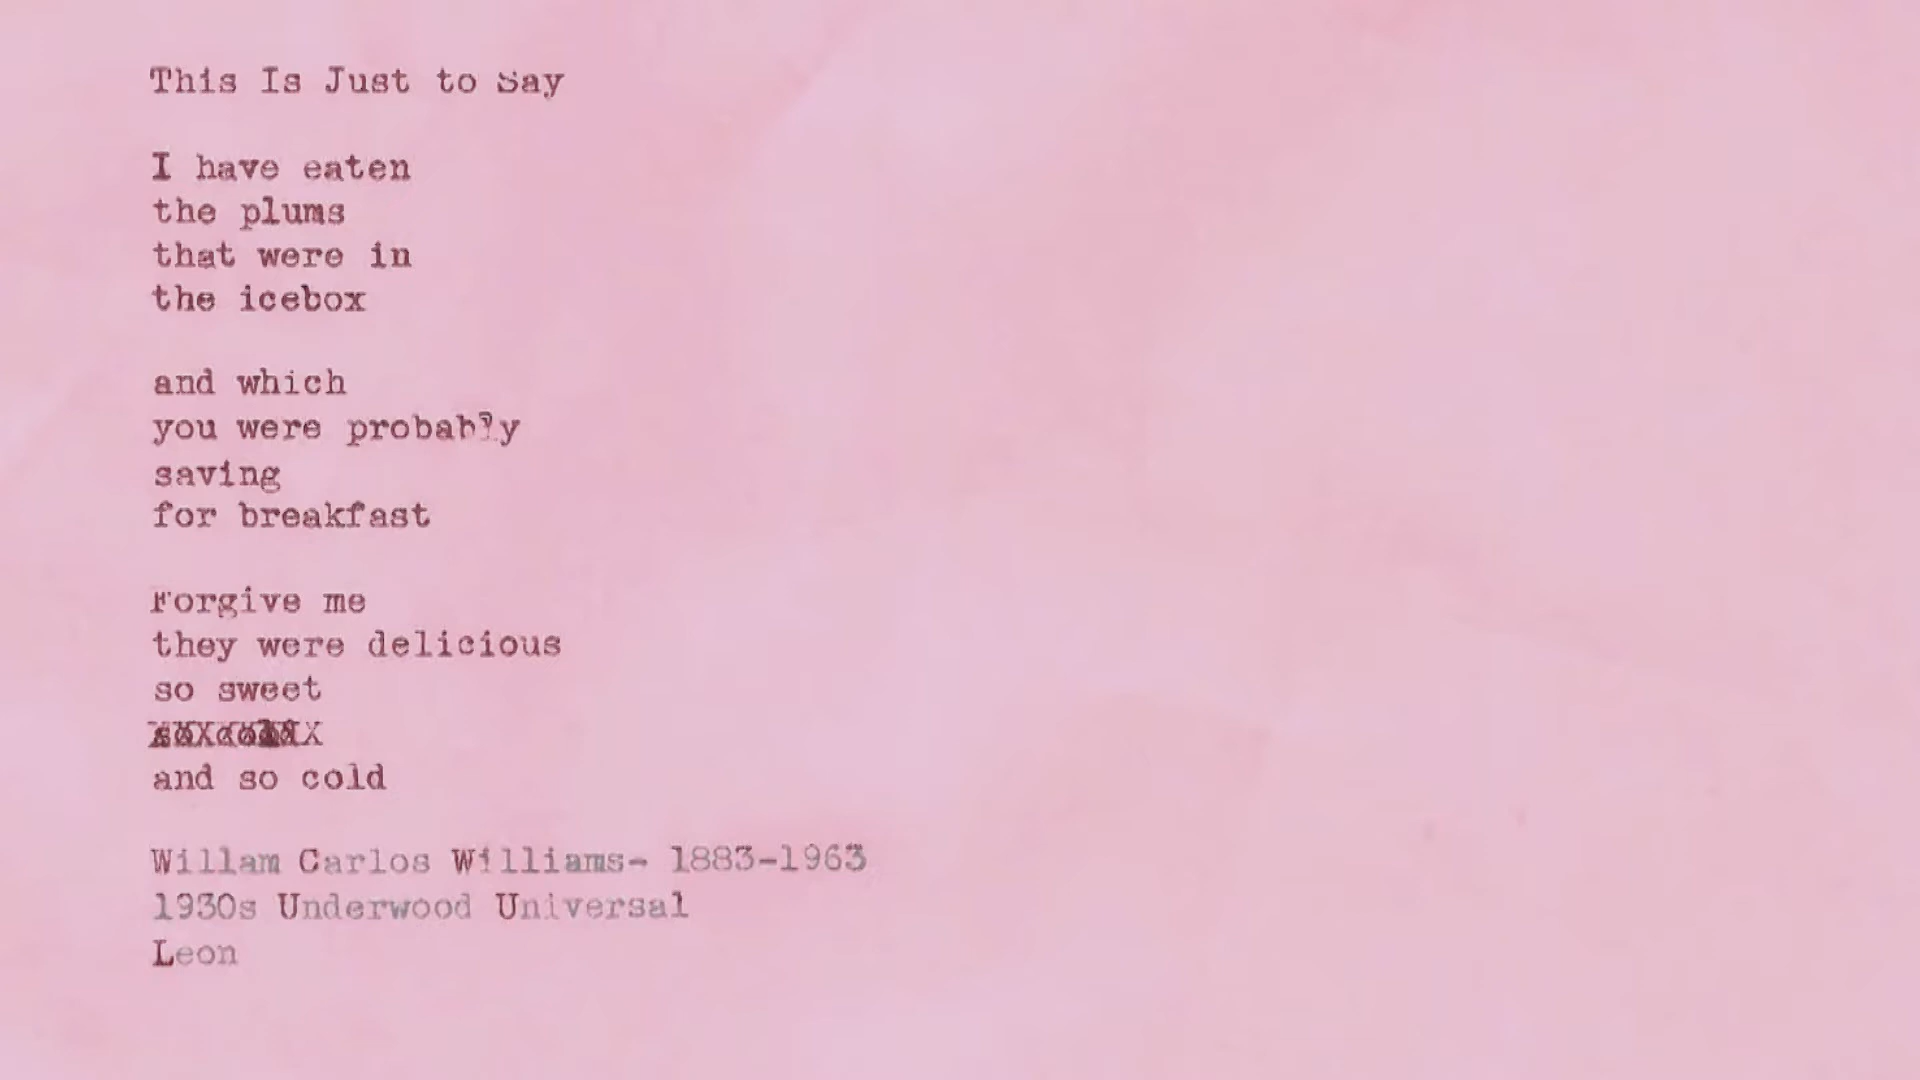 This Is Just to Say
I have eaten
the plums
that were in
the icebox
and which
you were probably
saving
for breakfast
Forgive me
they were delicious
so sweet
and so cold
Willam Carlos Williams- 1883-1963
1930s Underwood Universal
Leon